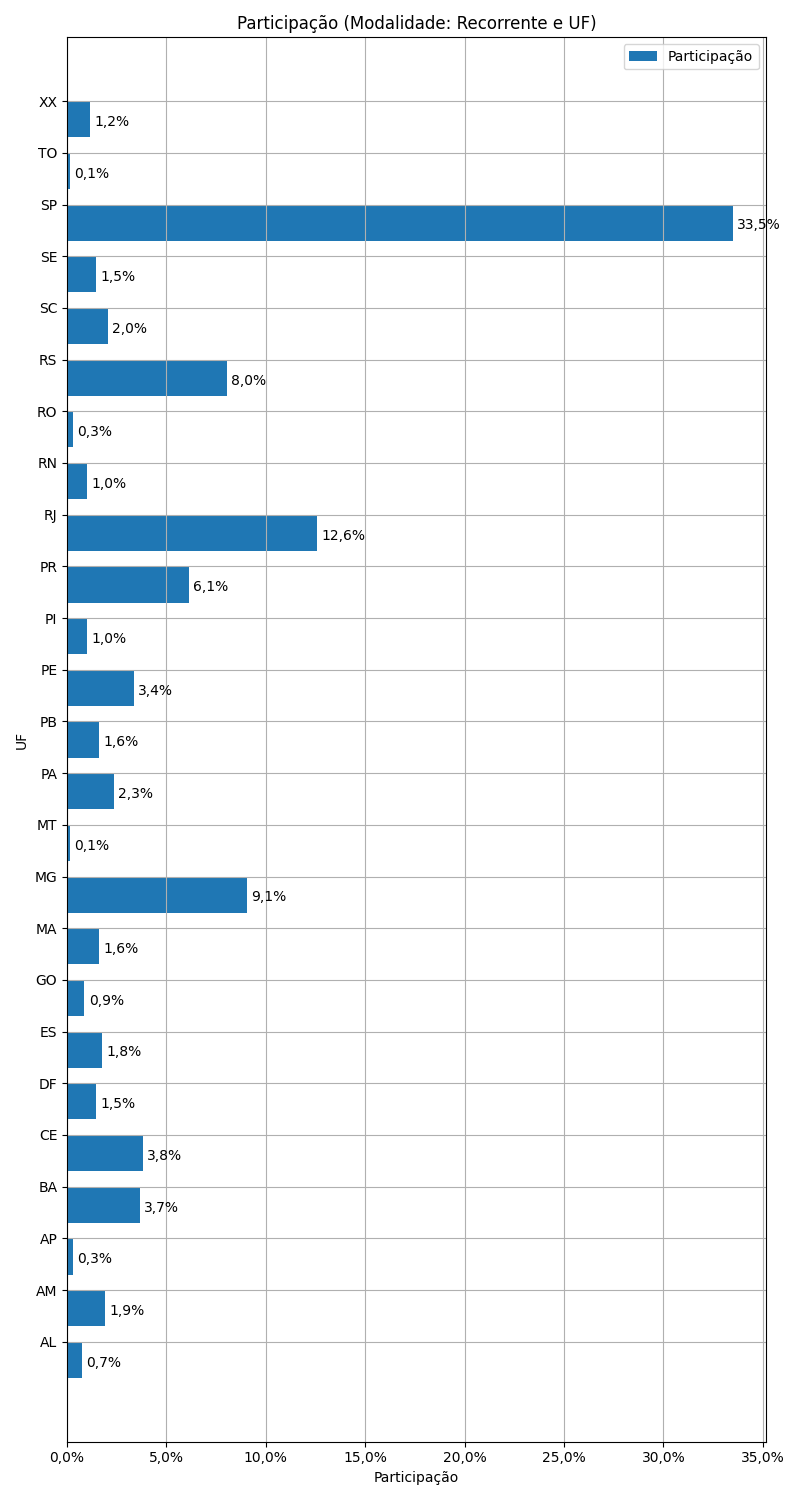 Participação (Modalidade: Recorrente e UF)
Participação
XX
1,2%
TO
0,1%
SP
33,5%
SE
1,5%
SC
2,0%
RS
8,0%
RO
0,3%
RN
1,0%
RJ
12,6%
PR
6,1%
PI
1,0%
PE
3,4%
PB
1,6%
UF
PA
2,3%
MT
0,1%
MG
9,1%
MA
1,6%
GO
0,9%
ES
1,8%
DF
1,5%
CE
3,8%
BA
3,7%
AP
0,3%
AM
1,9%
AL
0,7%
0,0% 5,0% 10,0% 15,0% 20,0% 25,0% 30,0% 35,0%
Participação